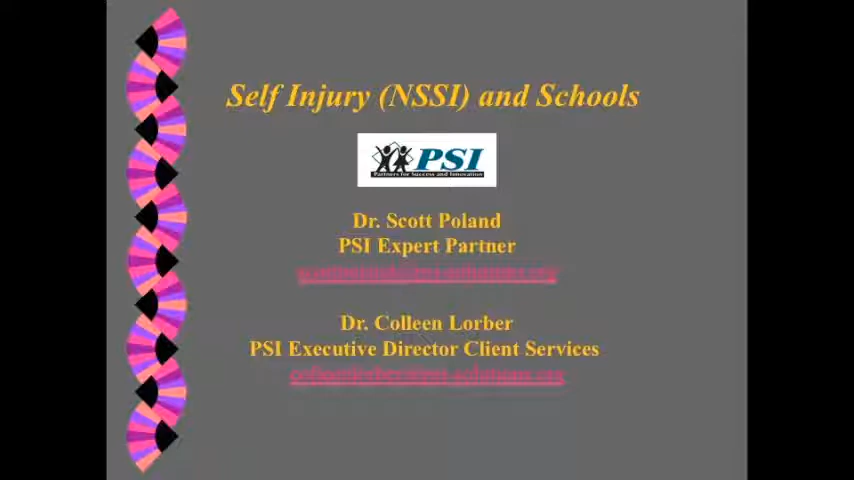 Self Injury (NSSI) and Schools
PSI
Partners for Success and Innovation
Dr. Scott Poland
PSI Expert Partner
Dr. Colleen Lorber
PSI Executive Director Client Services